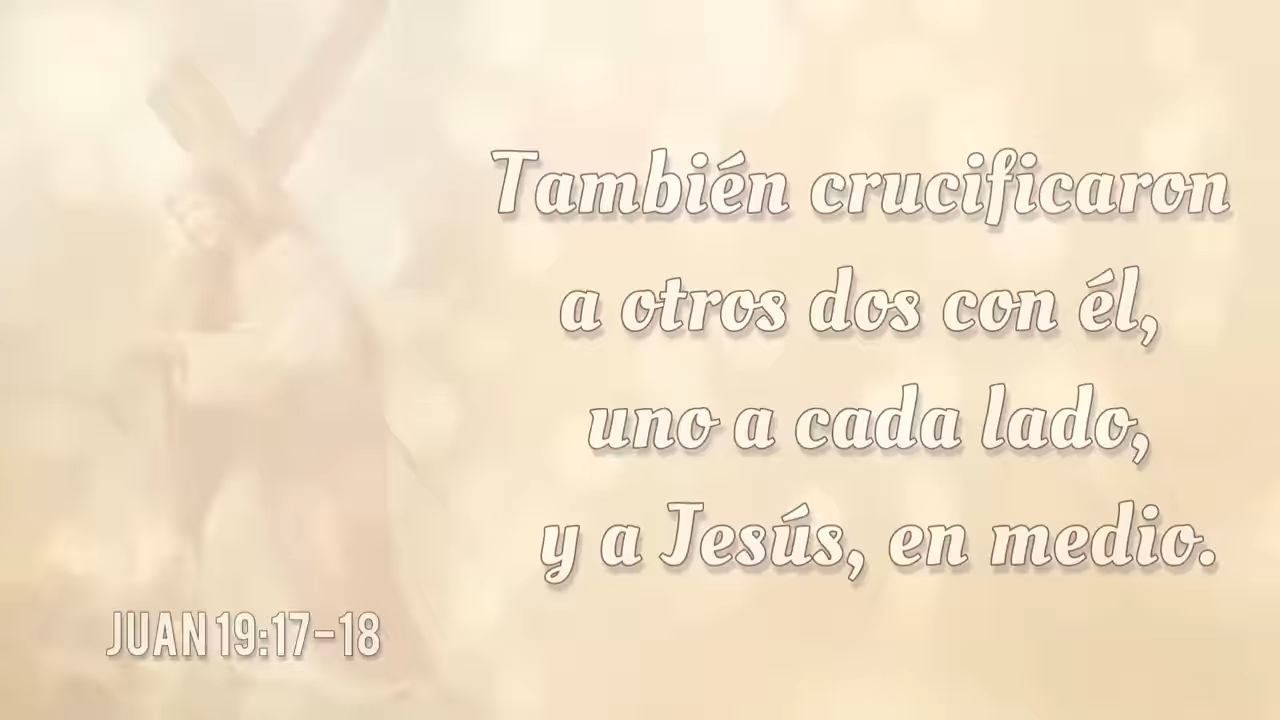 También crucificaron
a otros dos con él,
uno a cada lado,
y a Jesús, en medio.
JUAN 19:17-18